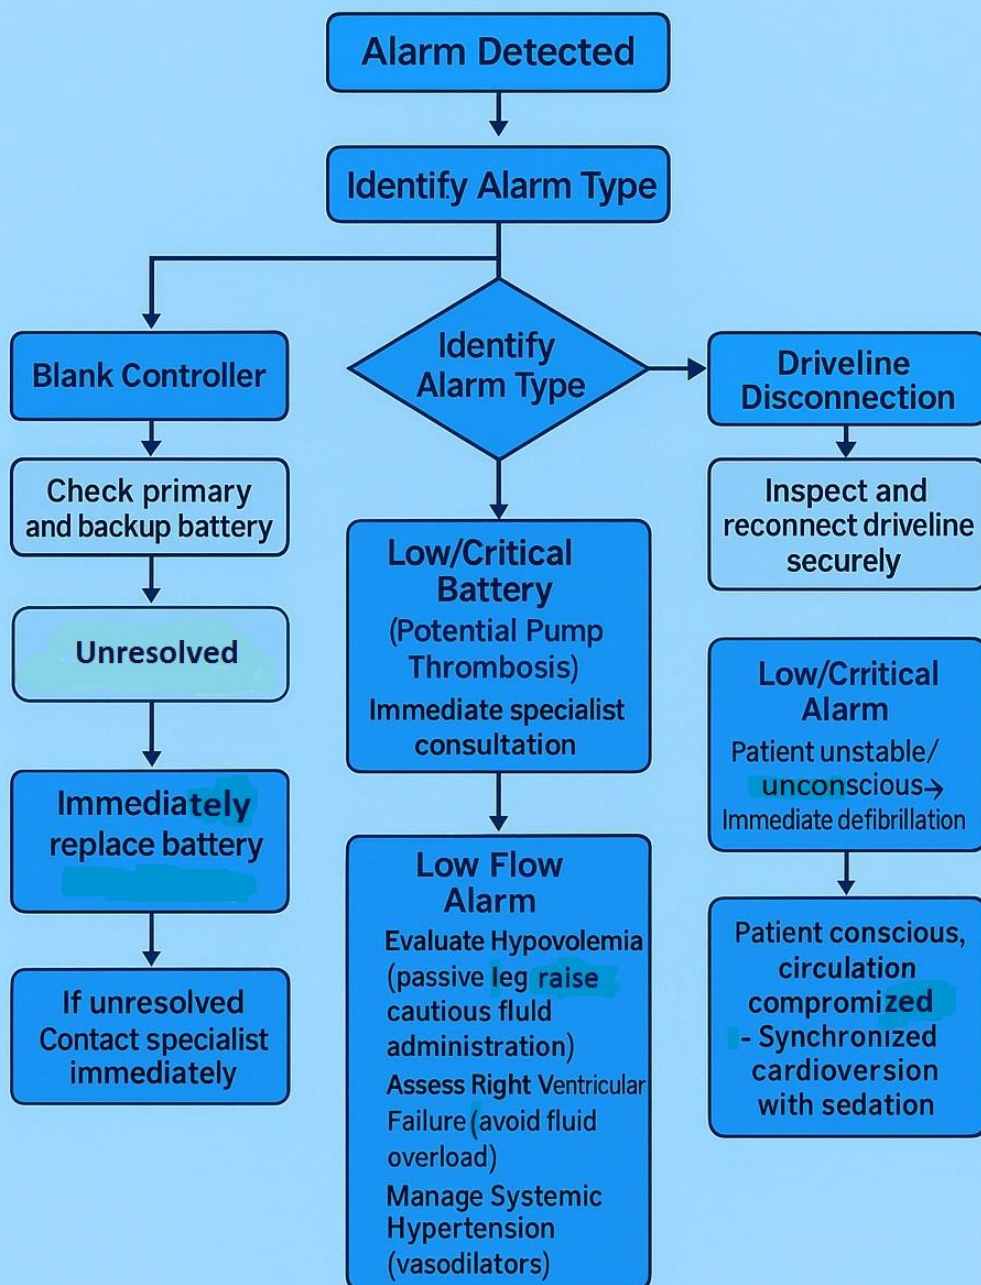 Alarm Detected
Identify Alarm Type
Blank Controller
Check primary
and backup battery
Unresolved
Immediately
replace battery
If unresolved
Contact specialist
immediately
Identify
Alarm Type
Low/Critical
Battery
(Potential Pump
Thrombosis)
Immediate specialist
consultation
Low Flow
Alarm
Evaluate Hypovolemia
(passive leg raise
cautious fluld
administration)
Assess Right Ventricular
Failure (avoid fluid
overload)
Manage Systemic
Hypertension
(vasodilators)
Driveline
Disconnection
Inspect and
reconnect driveline
securely
Low/Crritical
Alarm
Patient unstable/
unconscious→
Immediate defibrillation
Patient conscious,
circulation
compromized
- Synchronized
cardioversion
with sedation